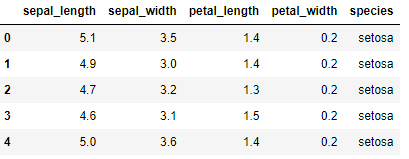 sepal_length sepal_width petal_length petal_width species
0 5.1 3.5 1.4 0.2 setosa
1 4.9 3.0 1.4 0.2 setosa
2 4.7 3.2 1.3 0.2 setosa
3 4.6 3.1 1.5 0.2 setosa
4 5.0 3.6 1.4 0.2 setosa